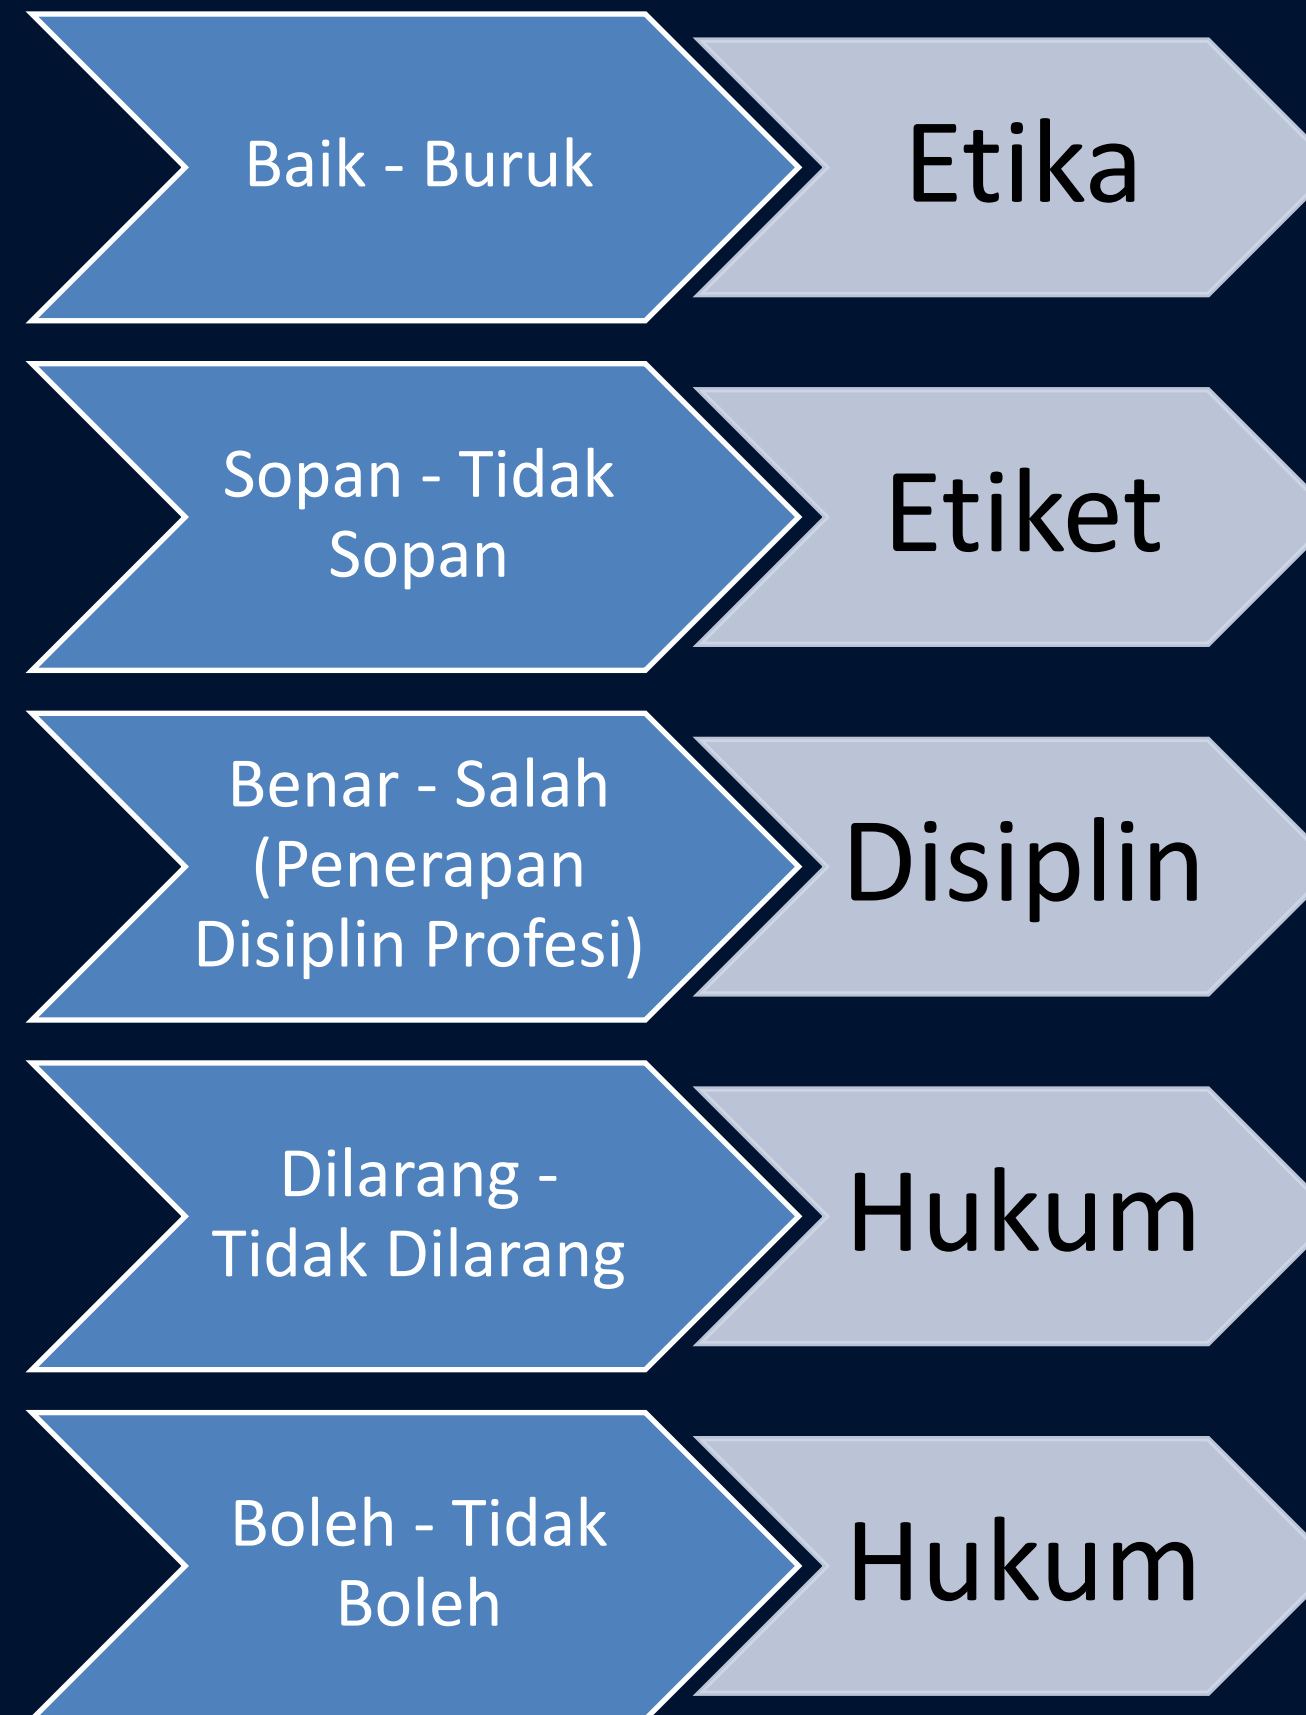 Baik - Buruk
Etika
Sopan - Tidak
Sopan
Etiket
Benar - Salah
(Penerapan
Disiplin Profesi)
Disiplin
Dilarang -
Tidak Dilarang
Hukum
Boleh - Tidak
Boleh
Hukum